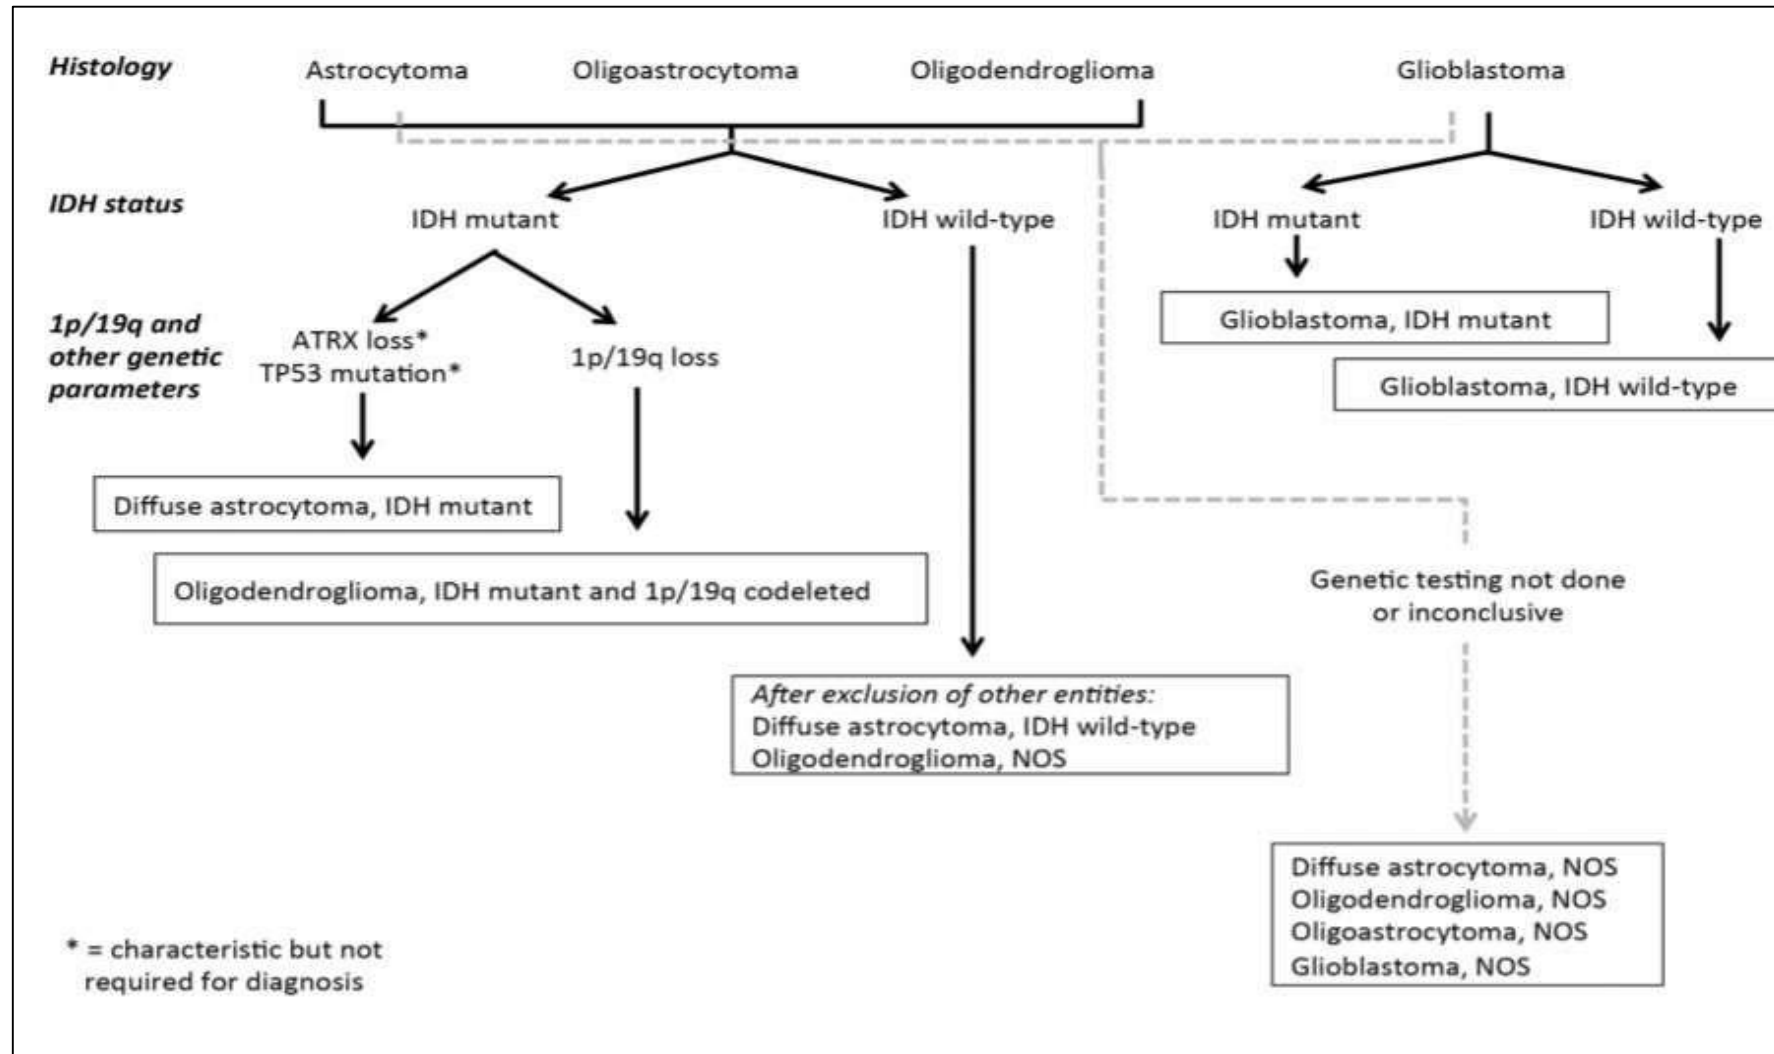 Histology
Astrocytoma
Oligoastrocytoma
Oligodendroglioma
Glioblastoma
IDH status
IDH mutant
IDH wild-type
IDH mutant
IDH wild-type
1p/19q and
other genetic
parameters
ATRX loss*
TP53 mutation*
1p/19q loss
Glioblastoma, IDH mutant
Glioblastoma, IDH wild-type
Diffuse astrocytoma, IDH mutant
Oligodendroglioma, IDH mutant and 1p/19q codeleted
Genetic testing not done
or inconclusive
After exclusion of other entities:
Diffuse astrocytoma, IDH wild-type
Oligodendroglioma, NOS
Diffuse astrocytoma, NOS
Oligodendroglioma, NOS
Oligoastrocytoma, NOS
Glioblastoma, NOS
* = characteristic but not
required for diagnosis